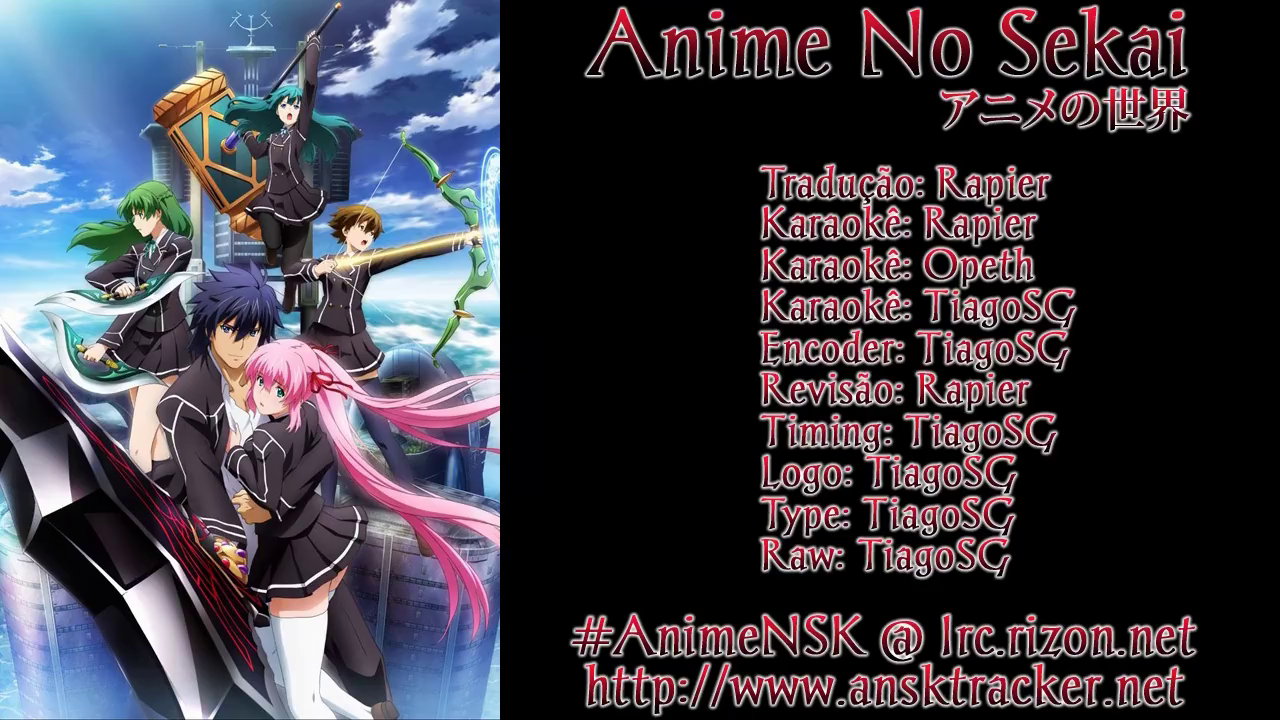 Anime No Sekai
アニメの世界
Tradução: Rapier
Karaokê: Rapier
Karaokê: Opeth
Karaokê: TiagoSG
Encoder: TiagoSG
Revisão: Rapier
Timing: TiagoSG
Logo: TiagoSG
Type: TiagoSG
Raw: TiagoSG
#AnimeNSK @ Irc.rizon.net
http://www.ansktracker.net